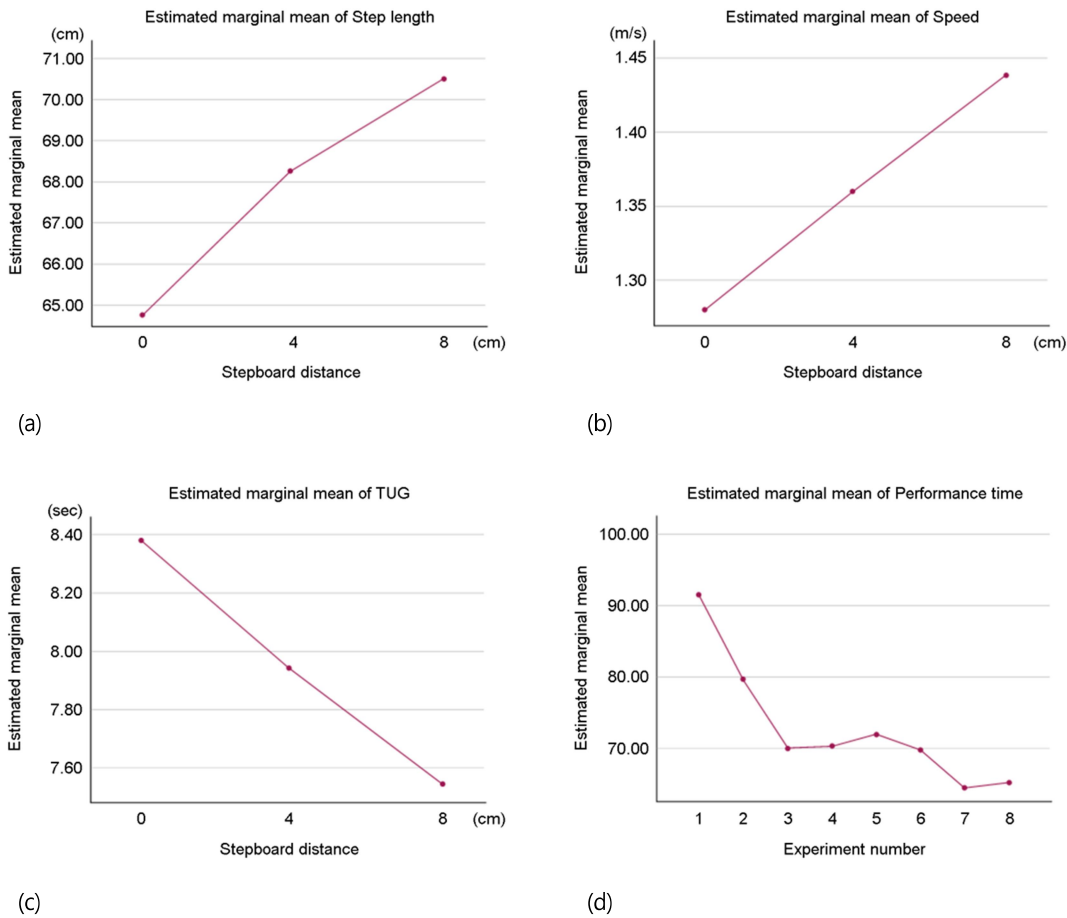 Estimated marginal mean of Step length
(cm)
71.00
70.00
69.00
68.00
67.00
66.00
65.00
Estimated marginal mean
0 4 8 (cm)
Stepboard distance
(a)
Estimated marginal mean of Speed
(m/s)
1.45
1.40
1.35
1.30
Estimated marginal mean
0 4 8 (cm)
Stepboard distance
(b)
Estimated marginal mean of TUG
(sec)
8.40
8.20
8.00
7.80
7.60
Estimated marginal mean
0 4 8 (cm)
Stepboard distance
(c)
Estimated marginal mean of Performance time
100.00
90.00
80.00
70.00
Estimated marginal mean
1 2 3 4 5 6 7 8
Experiment number
(d)